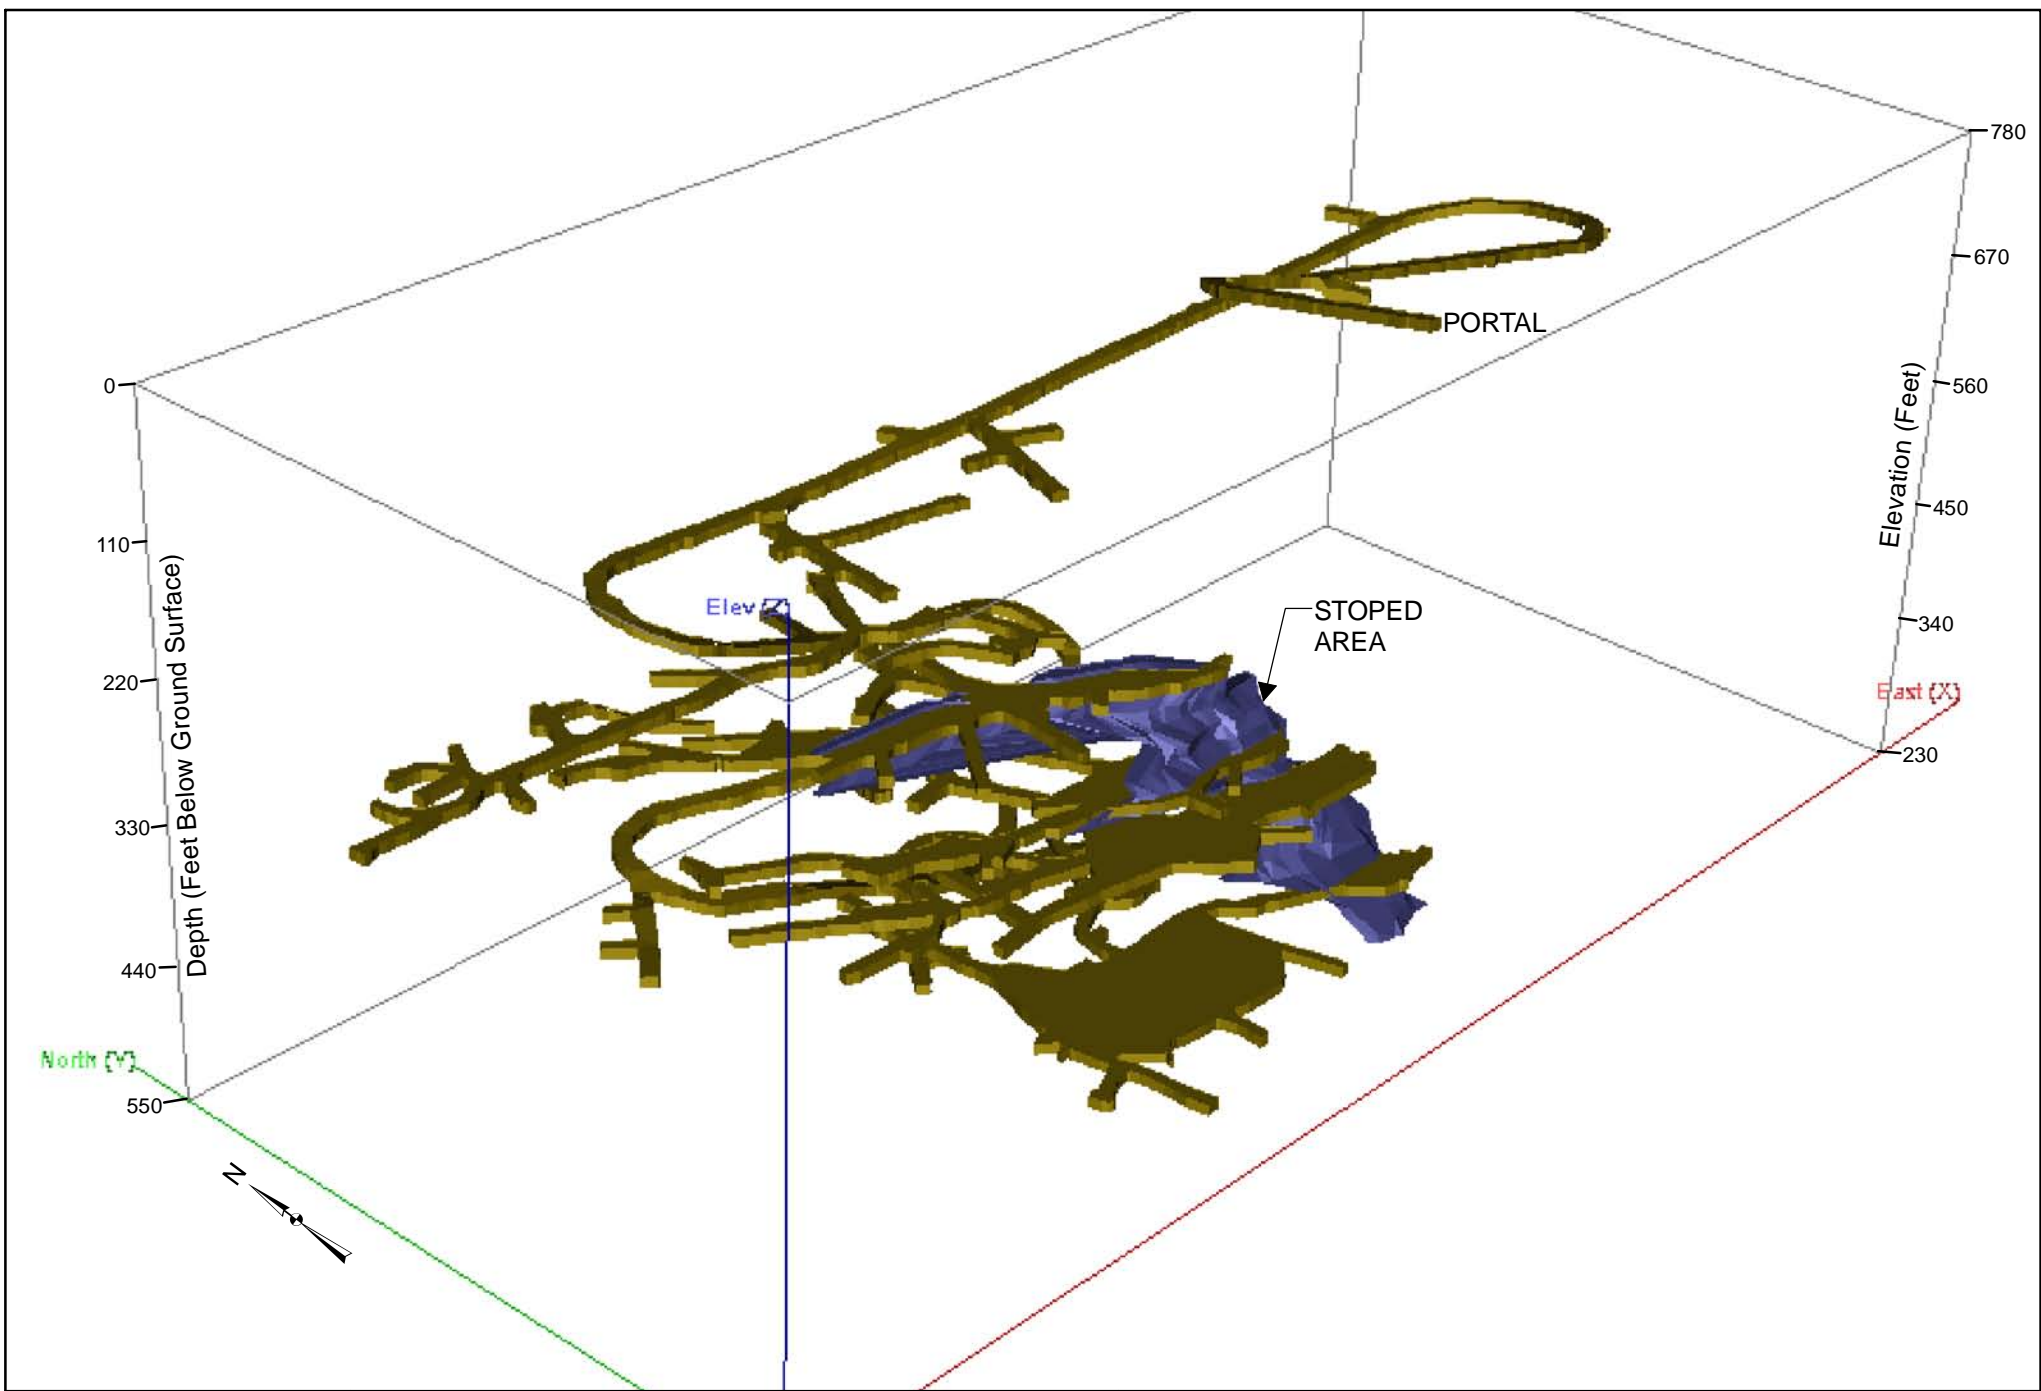 780
670
PORTAL
0
Elevation (Feet)
560
450
110
Depth (Feet Below Ground Surface)
Elev (Z)
STOPED
AREA
340
220
East (X)
230
330
440
North (Y)
550
N